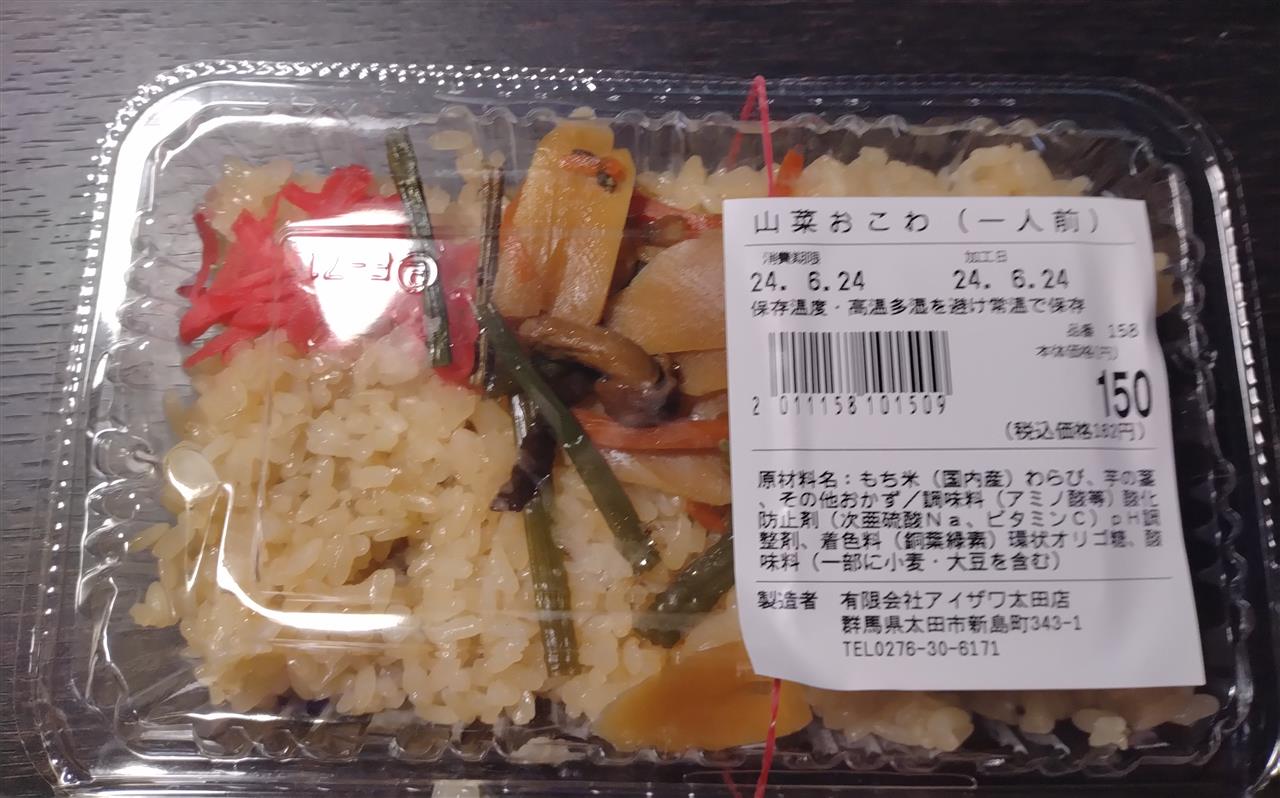 山菜おこわ（一人前）
消費期限 加工日
24. 6.24 24. 6.24
保存温度・高温多湿を避け常温で保存
品番 158
本体価格(円)
150
2 011158 101509
(税込価格162円)
原材料名：もち米（国内産）わらび、芋の茎
、その他おかず／調味料（アミノ酸等）酸化
防止剤（次亜硫酸Ｎａ、ビタミンＣ）ｐＨ調
整剤、着色料（銅葉緑素）環状オリゴ糖、酸
味料（一部に小麦・大豆を含む）
製造者 有限会社アイザワ太田店
群馬県太田市新島町343-1
TEL0276-30-6171
F-71